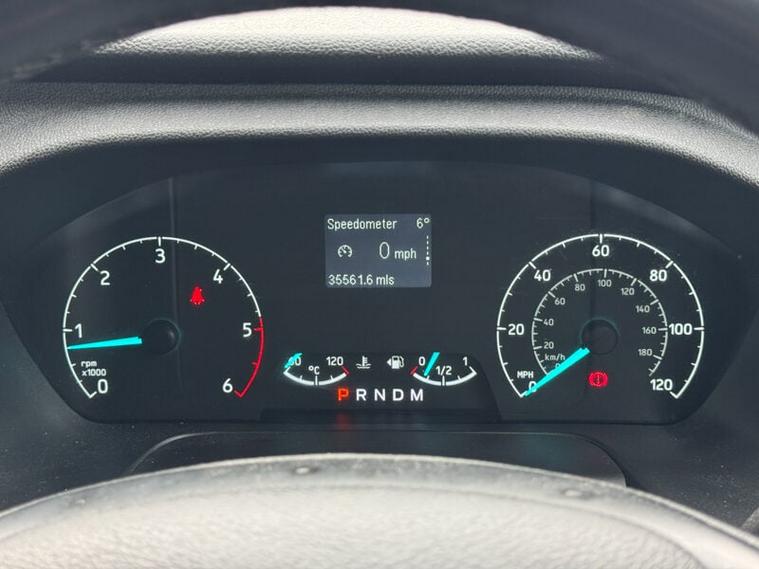 Speedometer 6°
0 mph
35561.6 mls
0 1 2 3 4 5 6
rpm
x1000
120
°C
0 1/2 1
P R N D M
0 20 40 60 80 100 120
MPH
20 40 60 80 100 120 140 160 180
km/h